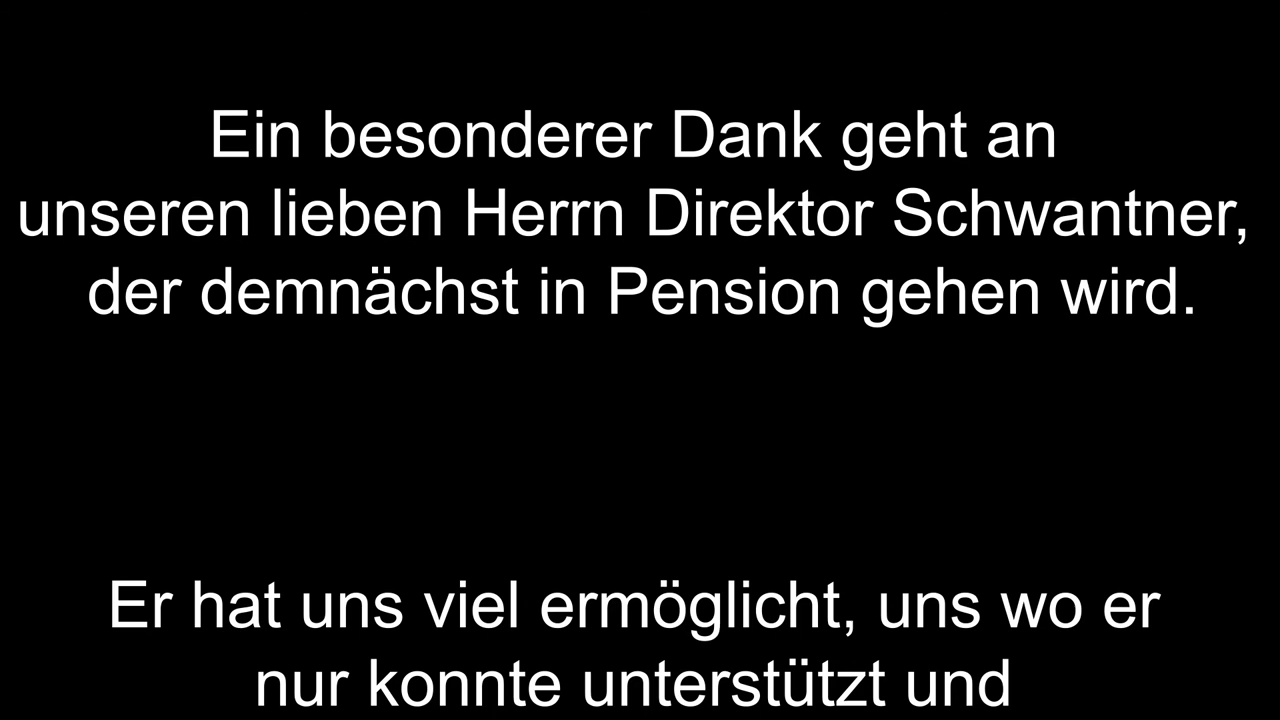 Ein besonderer Dank geht an
unseren lieben Herrn Direktor Schwantner,
der demnächst in Pension gehen wird.
Er hat uns viel ermöglicht, uns wo er
nur konnte unterstützt und